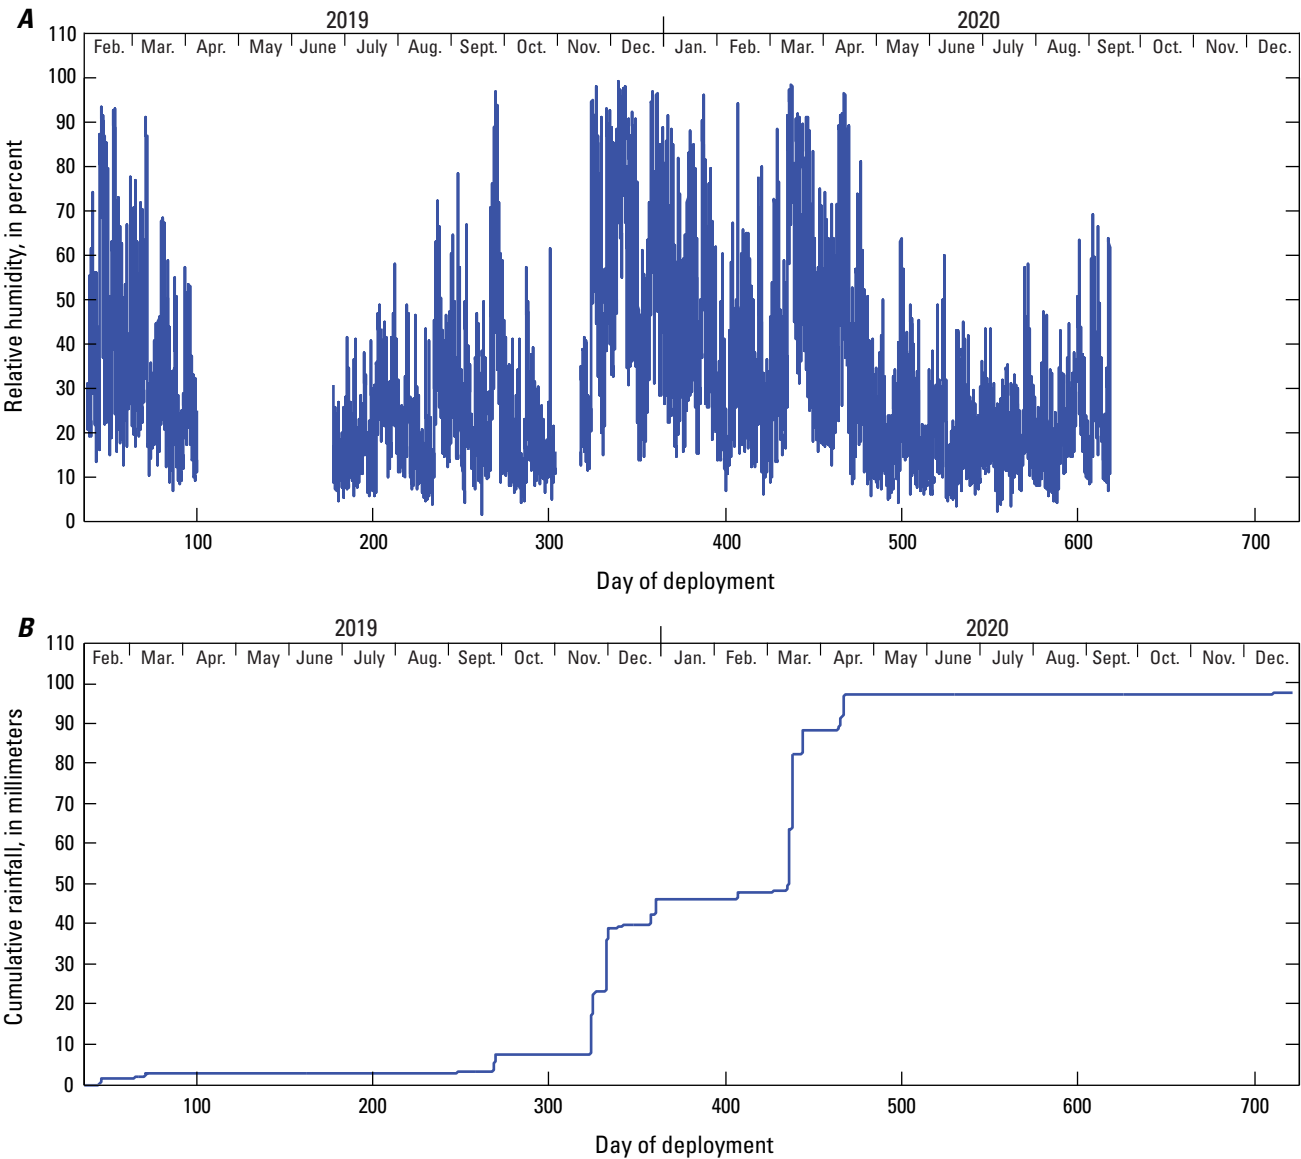 A
2019 2020
110
Feb. Mar. Apr. May June July Aug. Sept. Oct. Nov. Dec. Jan. Feb. Mar. Apr. May June July Aug. Sept. Oct. Nov. Dec.
100
90
80
70
60
50
40
30
20
10
0
Relative humidity, in percent
100 200 300 400 500 600 700
Day of deployment
B
2019 2020
110
Feb. Mar. Apr. May June July Aug. Sept. Oct. Nov. Dec. Jan. Feb. Mar. Apr. May June July Aug. Sept. Oct. Nov. Dec.
100
90
80
70
60
50
40
30
20
10
0
Cumulative rainfall, in millimeters
100 200 300 400 500 600 700
Day of deployment